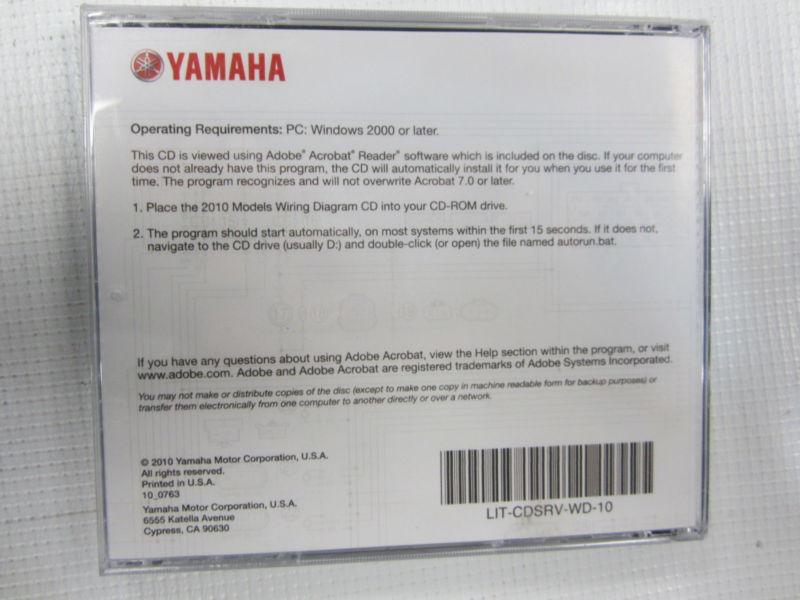 YAMAHA
Operating Requirements: PC: Windows 2000 or later.
This CD is viewed using Adobe® Acrobat® Reader® software which is included on the disc. If your computer
does not already have this program, the CD will automatically install it for you when you use it for the first
time. The program recognizes and will not overwrite Acrobat 7.0 or later.
1. Place the 2010 Models Wiring Diagram CD into your CD-ROM drive.
2. The program should start automatically, on most systems within the first 15 seconds. If it does not,
navigate to the CD drive (usually D:) and double-click (or open) the file named autorun.bat.
If you have any questions about using Adobe Acrobat, view the Help section within the program, or visit
www.adobe.com. Adobe and Adobe Acrobat are registered trademarks of Adobe Systems Incorporated.
You may not make or distribute copies of the disc (except to make one copy in machine readable form for backup purposes) or
transfer them electronically from one computer to another directly or over a network.
© 2010 Yamaha Motor Corporation, U.S.A.
All rights reserved.
Printed in U.S.A.
10_0763
Yamaha Motor Corporation, U.S.A.
6555 Katella Avenue
Cypress, CA 90630
LIT-CDSRV-WD-10